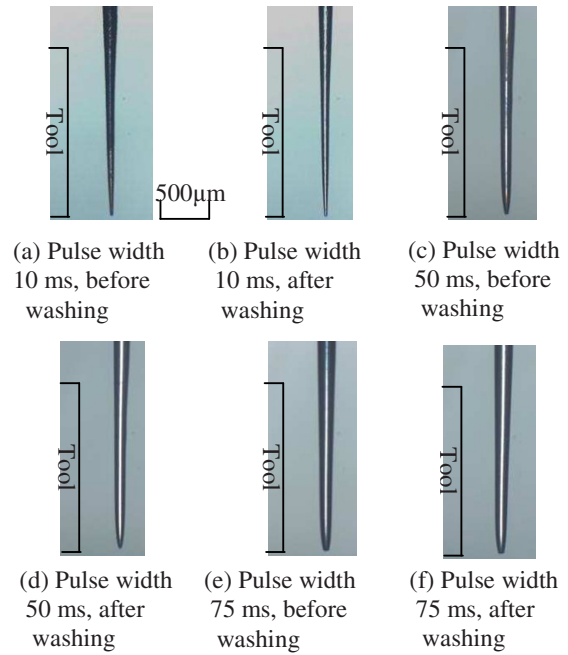 Tool
Tool
Tool
500μm
(a) Pulse width
10 ms, before
washing
(b) Pulse width
10 ms, after
washing
(c) Pulse width
50 ms, before
washing
Tool
Tool
Tool
(d) Pulse width
50 ms, after
washing
(e) Pulse width
75 ms, before
washing
(f) Pulse width
75 ms, after
washing